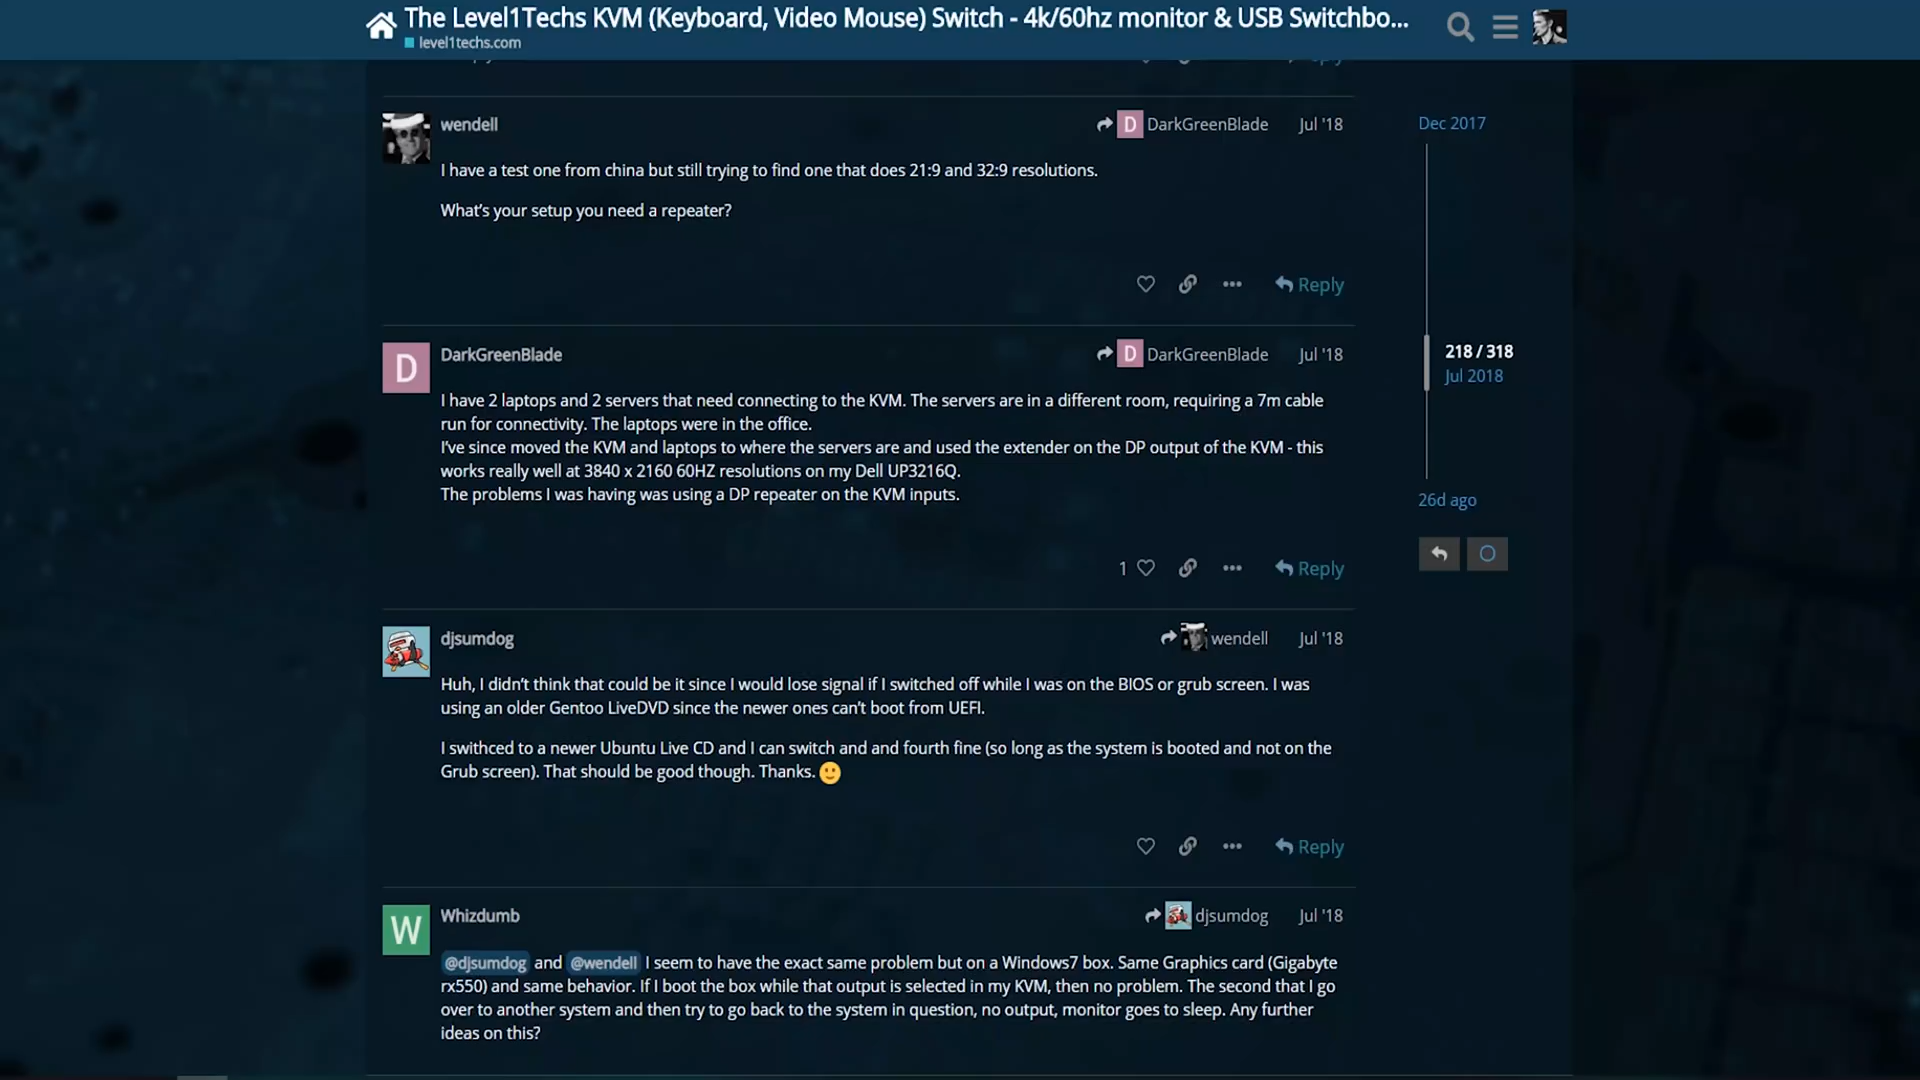 The Level1Techs KVM (Keyboard, Video Mouse) Switch - 4k/60hz monitor & USB Switchbo...
level1techs.com
wendell
DarkGreenBlade Jul '18
I have a test one from china but still trying to find one that does 21:9 and 32:9 resolutions.
What's your setup you need a repeater?
Reply
D
DarkGreenBlade
D DarkGreenBlade Jul '18
I have 2 laptops and 2 servers that need connecting to the KVM. The servers are in a different room, requiring a 7m cable
run for connectivity. The laptops were in the office.
I've since moved the KVM and laptops to where the servers are and used the extender on the DP output of the KVM - this
works really well at 3840 x 2160 60HZ resolutions on my Dell UP3216Q.
The problems I was having was using a DP repeater on the KVM inputs.
1
Reply
djsumdog
wendell Jul '18
Huh, I didn't think that could be it since I would lose signal if I switched off while I was on the BIOS or grub screen. I was
using an older Gentoo LiveDVD since the newer ones can't boot from UEFI.
I swithced to a newer Ubuntu Live CD and I can switch and and fourth fine (so long as the system is booted and not on the
Grub screen). That should be good though. Thanks.
Reply
W
Whizdumb
djsumdog Jul '18
@djsumdog and @wendell I seem to have the exact same problem but on a Windows7 box. Same Graphics card (Gigabyte
rx550) and same behavior. If I boot the box while that output is selected in my KVM, then no problem. The second that I go
over to another system and then try to go back to the system in question, no output, monitor goes to sleep. Any further
ideas on this?
Dec 2017
218 / 318
Jul 2018
26d ago